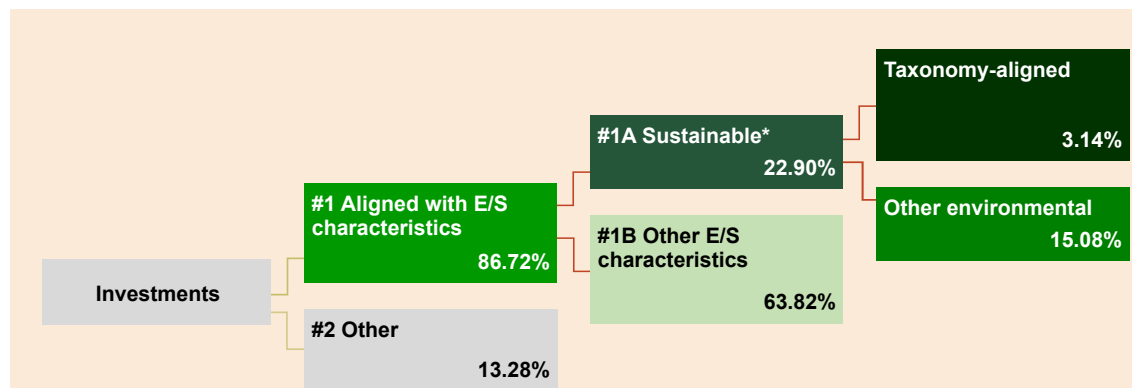 Investments
#1 Aligned with E/S
characteristics
86.72%
#2 Other
13.28%
#1A Sustainable*
22.90%
#1B Other E/S
characteristics
63.82%
Taxonomy-aligned
3.14%
Other environmental
15.08%